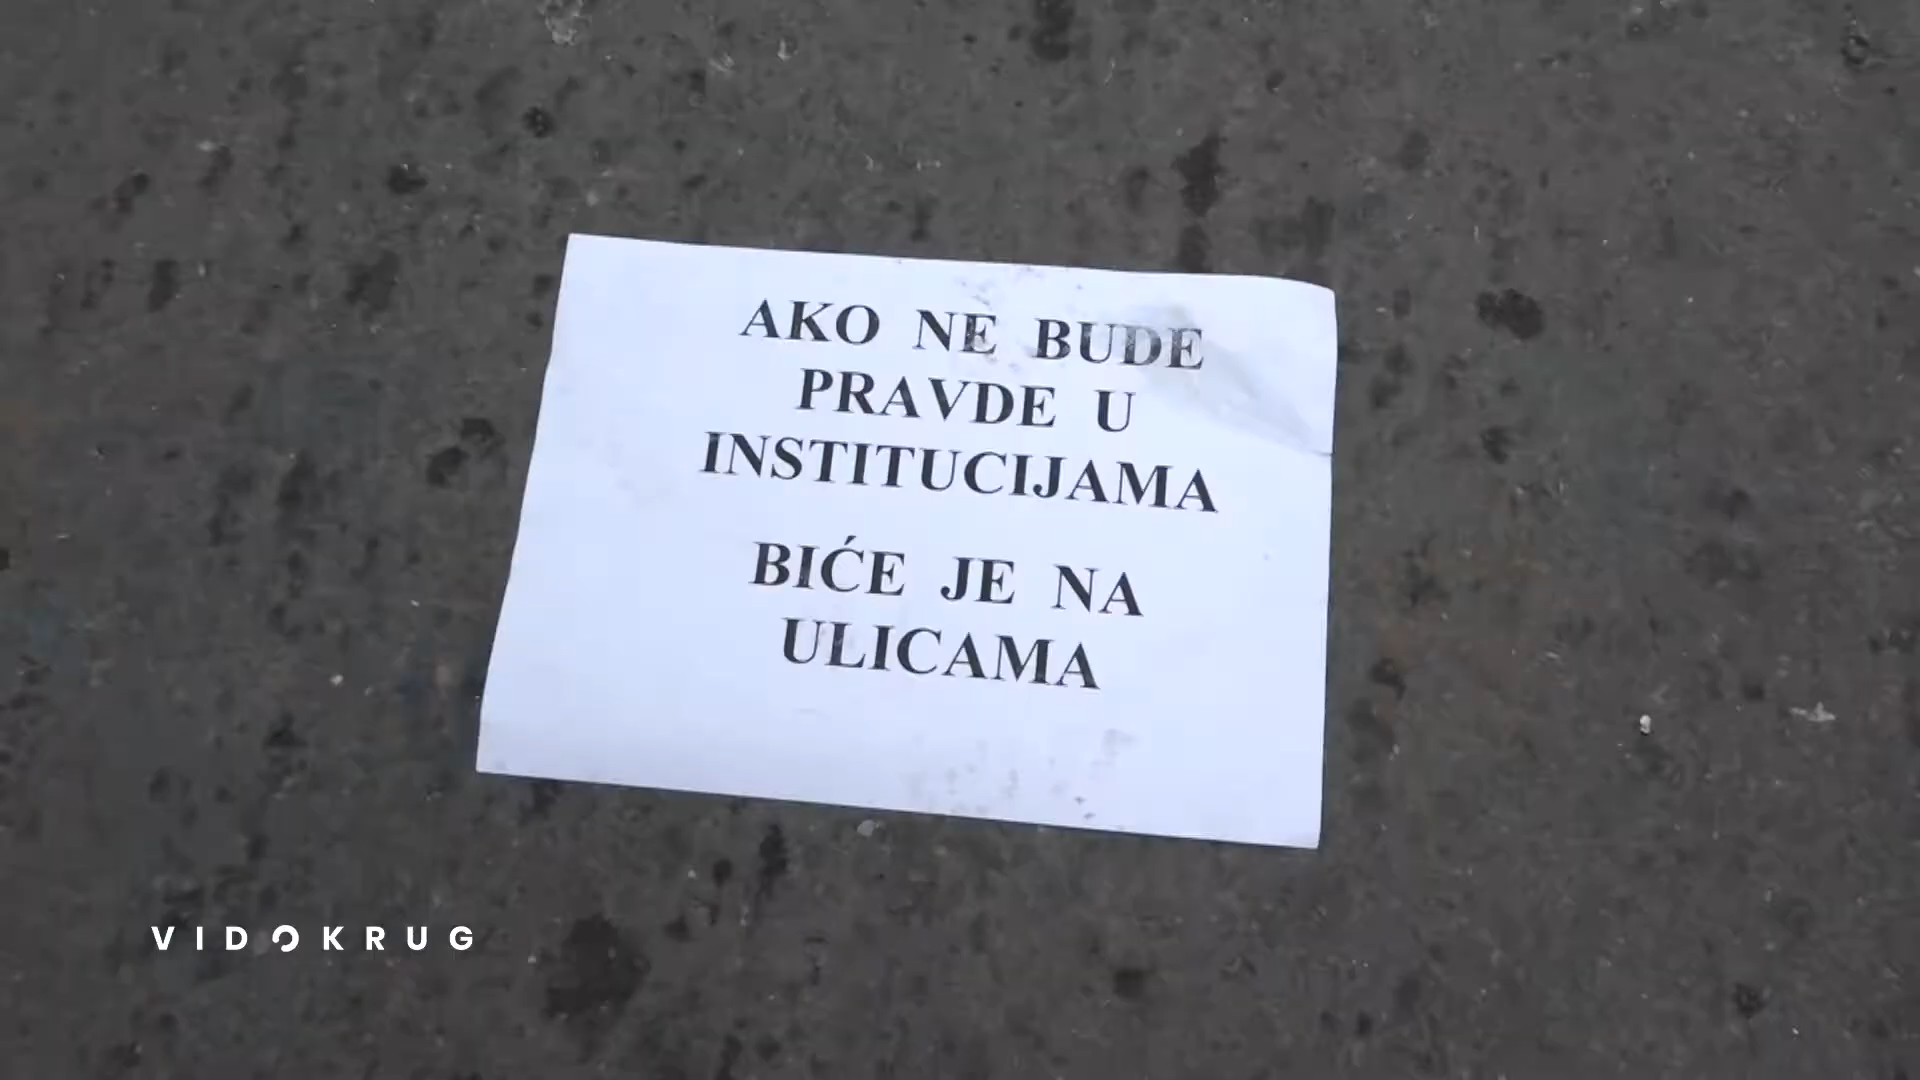 AKO NE BUDE
PRAVDE U
INSTITUCIJAMA
BIĆE JE NA
ULICAMA
VIDOKRUG